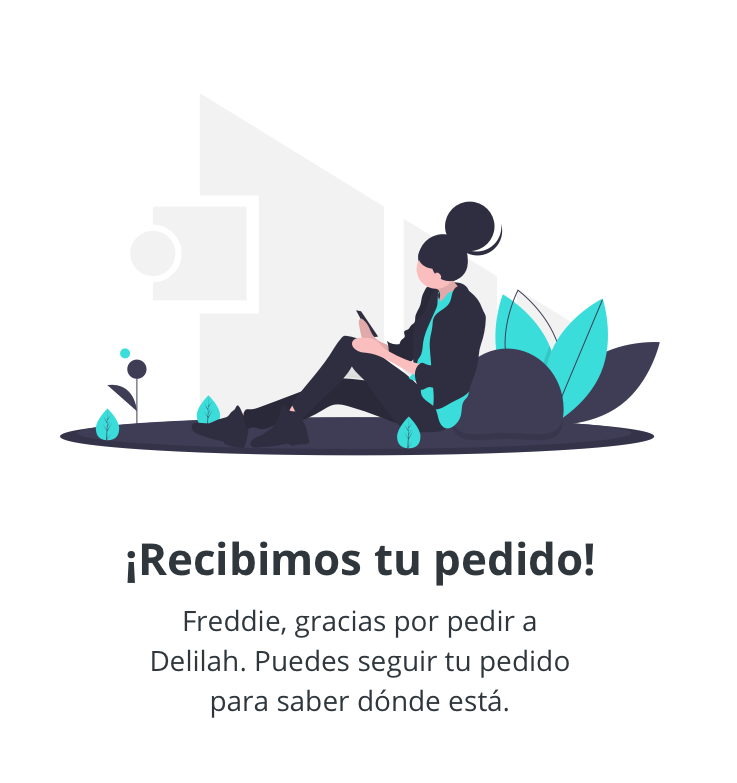 ¡Recibimos tu pedido!
Freddie, gracias por pedir a
Delilah. Puedes seguir tu pedido
para saber dónde está.